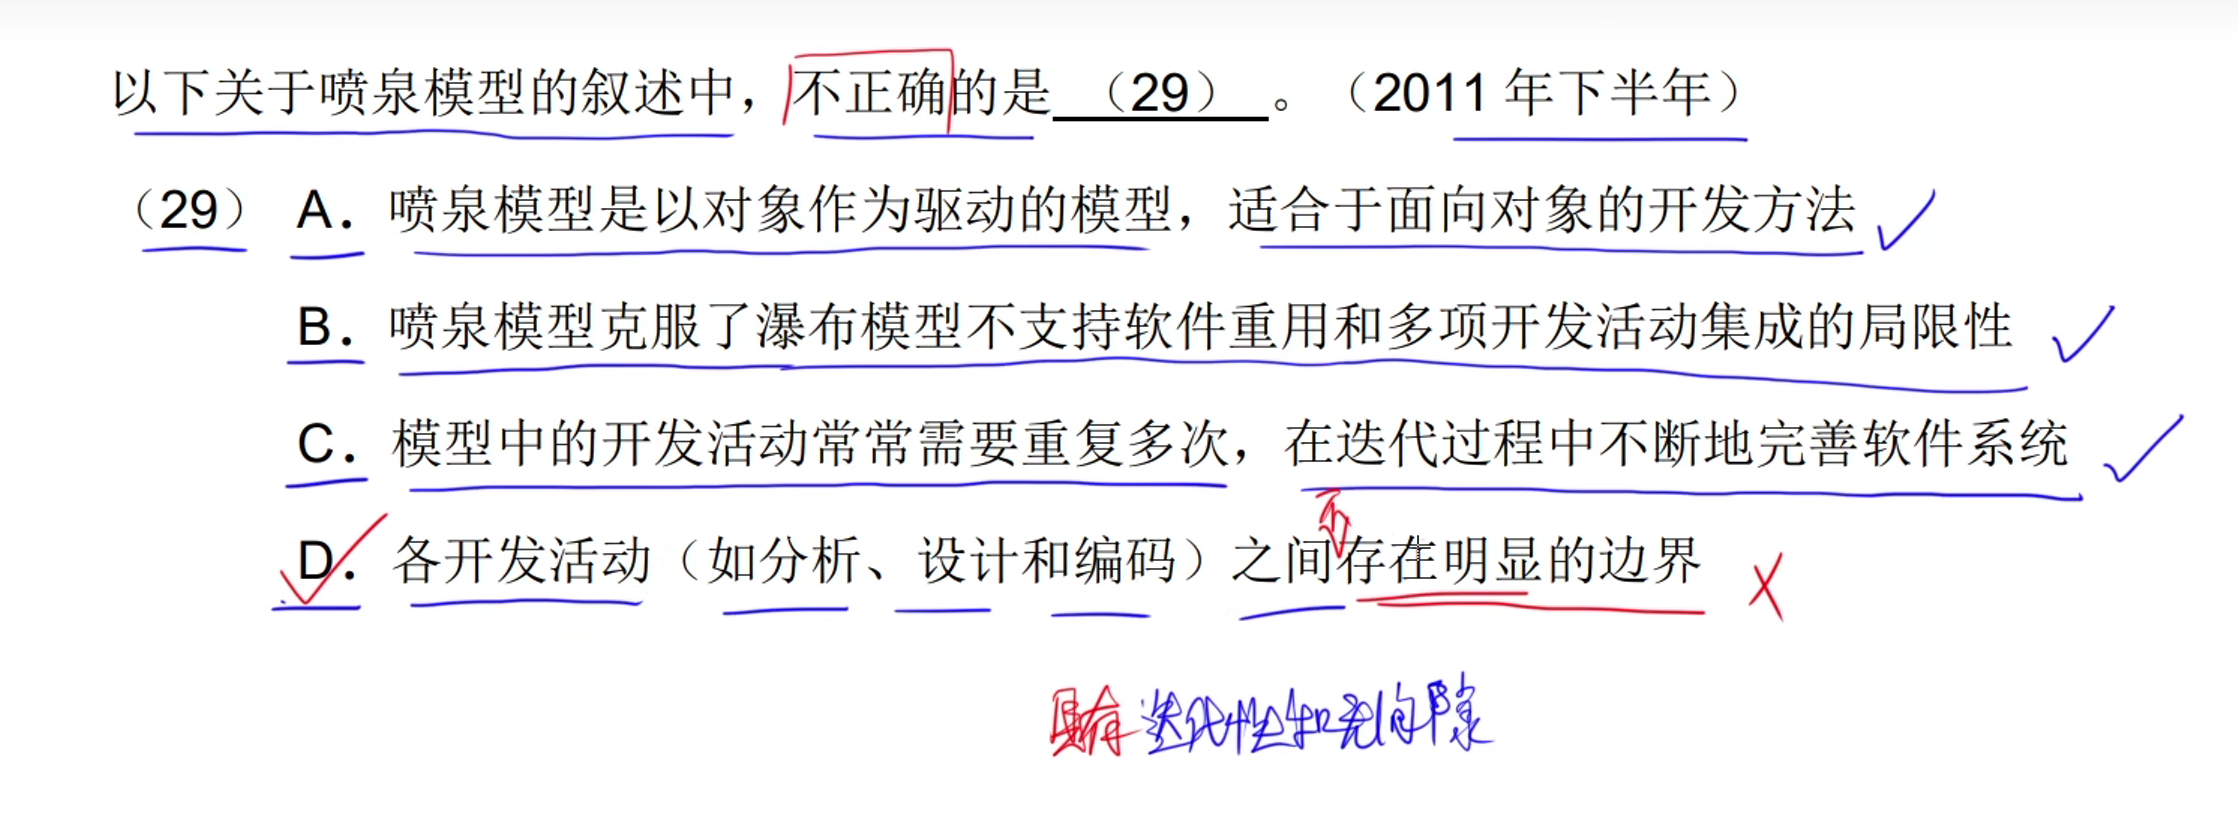 以下关于喷泉模型的叙述中，不正确的是（29）。（2011 年下半年）
（29） A．喷泉模型是以对象作为驱动的模型，适合于面向对象的开发方法
B．喷泉模型克服了瀑布模型不支持软件重用和多项开发活动集成的局限性
C．模型中的开发活动常常需要重复多次，在迭代过程中不断地完善软件系统
不
D．各开发活动（如分析、设计和编码）之间存在明显的边界
具有迭代性和无间隙